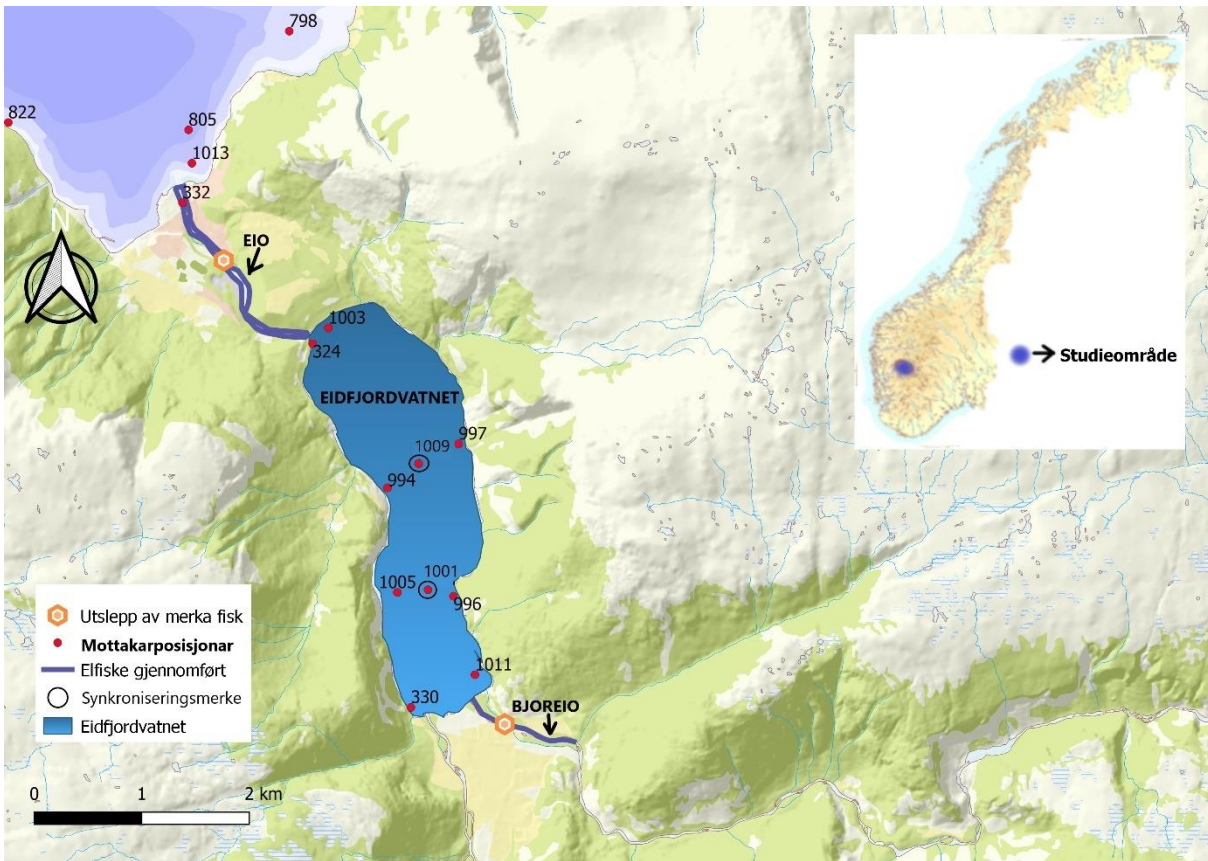 798
822
805
1013
332
N
EIO
1003
324
EIDFJORDVATNET
997
1009
994
1005
1001
996
1011
330
BJOREIO
Studieområde
Utslepp av merka fisk
Mottakarposisjonar
Elfiske gjennomført
Synkroniseringsmerke
Eidfjordvatnet
0 1 2 km